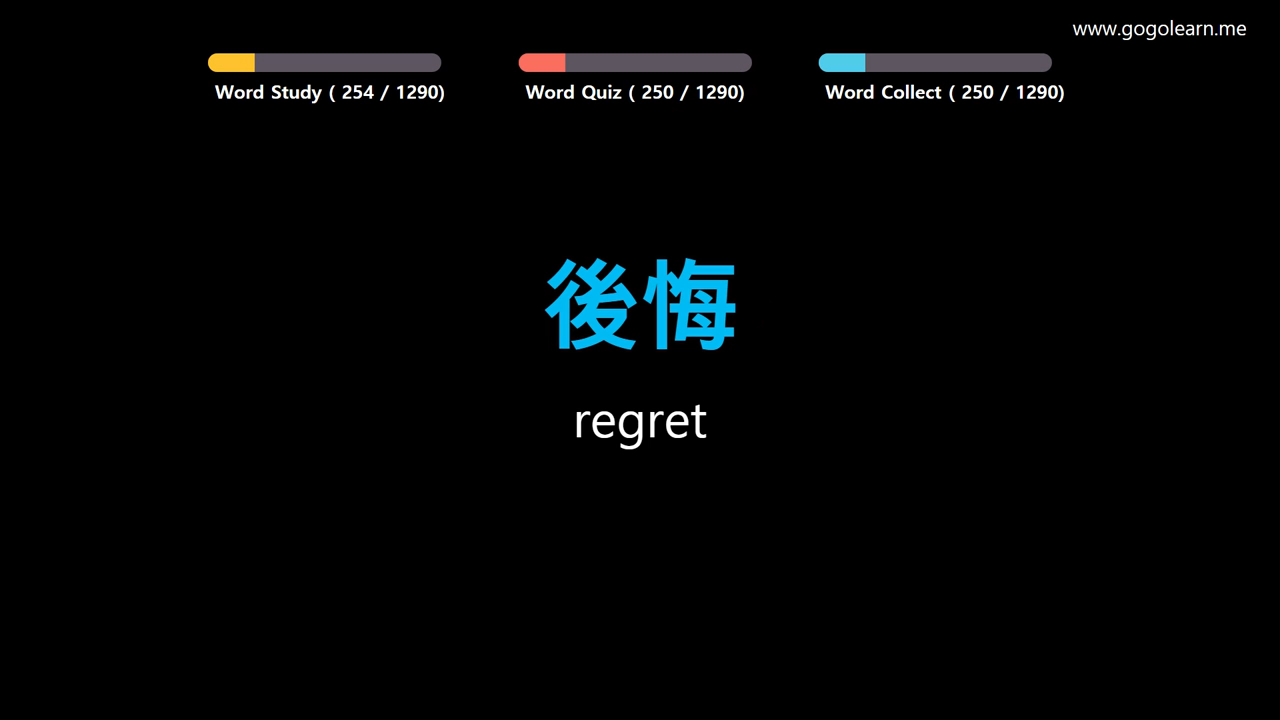 www.gogolearn.me
Word Study ( 254 / 1290)
Word Quiz ( 250 / 1290)
Word Collect ( 250 / 1290)
後悔
regret